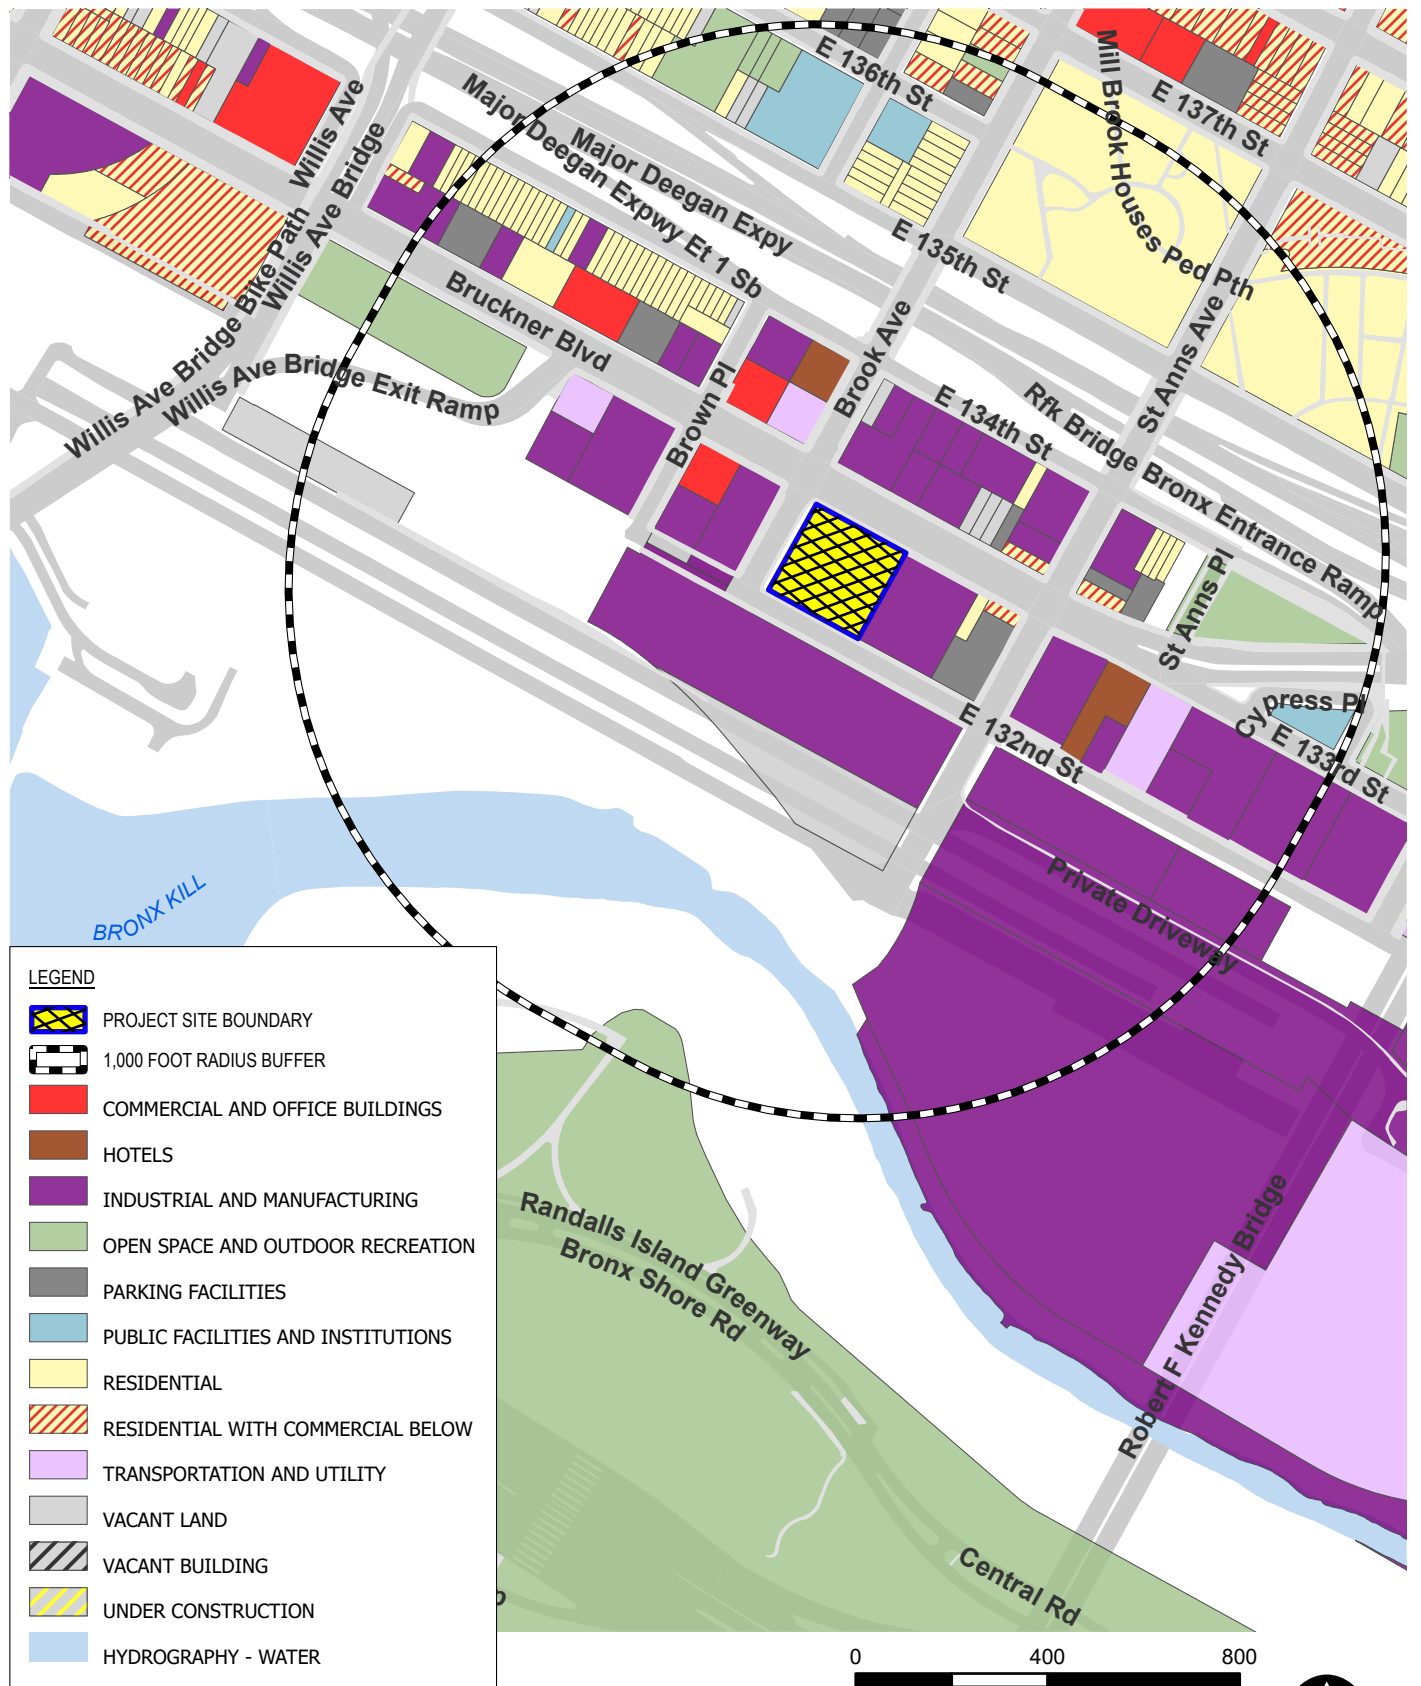 E 136th St
Mill Brook Houses Ped Pth
E 137th St
Willis Ave
Willis Ave Bridge
Major Deegan Expwy Et 1 Sb
Major Deegan Expy
E 135th St
Willis Ave Bridge Bike Path
Bruckner Blvd
Willis Ave Bridge Exit Ramp
Brown Pl
Brook Ave
E 134th St
St Anns Ave
Rfk Bridge Bronx Entrance Ramp
St Anns Pl
Cypress Pl
E 132nd St
E 133rd St
Private Driveway
BRONX KILL
Randalls Island Greenway
Bronx Shore Rd
Robert F Kennedy Bridge
Central Rd
LEGEND
PROJECT SITE BOUNDARY
1,000 FOOT RADIUS BUFFER
COMMERCIAL AND OFFICE BUILDINGS
HOTELS
INDUSTRIAL AND MANUFACTURING
OPEN SPACE AND OUTDOOR RECREATION
PARKING FACILITIES
PUBLIC FACILITIES AND INSTITUTIONS
RESIDENTIAL
RESIDENTIAL WITH COMMERCIAL BELOW
TRANSPORTATION AND UTILITY
VACANT LAND
VACANT BUILDING
UNDER CONSTRUCTION
HYDROGRAPHY - WATER
0 400 800